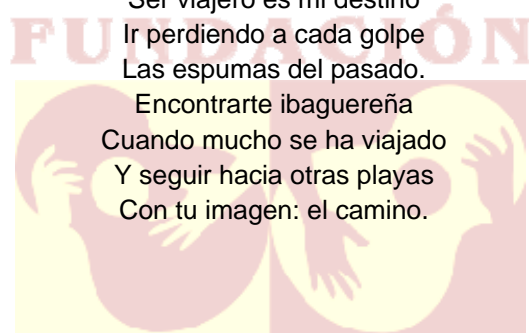 Ser viajero es mi destino
FUNDACIÓN
Ir perdiendo a cada golpe
Las espumas del pasado.
Encontrarte ibaguereña
Cuando mucho se ha viajado
Y seguir hacia otras playas
Con tu imagen: el camino.